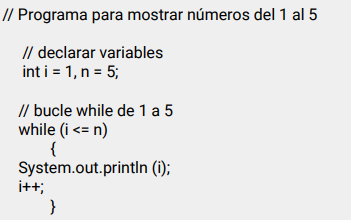 // Programa para mostrar números del 1 al 5
// declarar variables
int i = 1, n = 5;
// bucle while de 1 a 5
while (i <= n)
{
System.out.println (i);
i++;
}